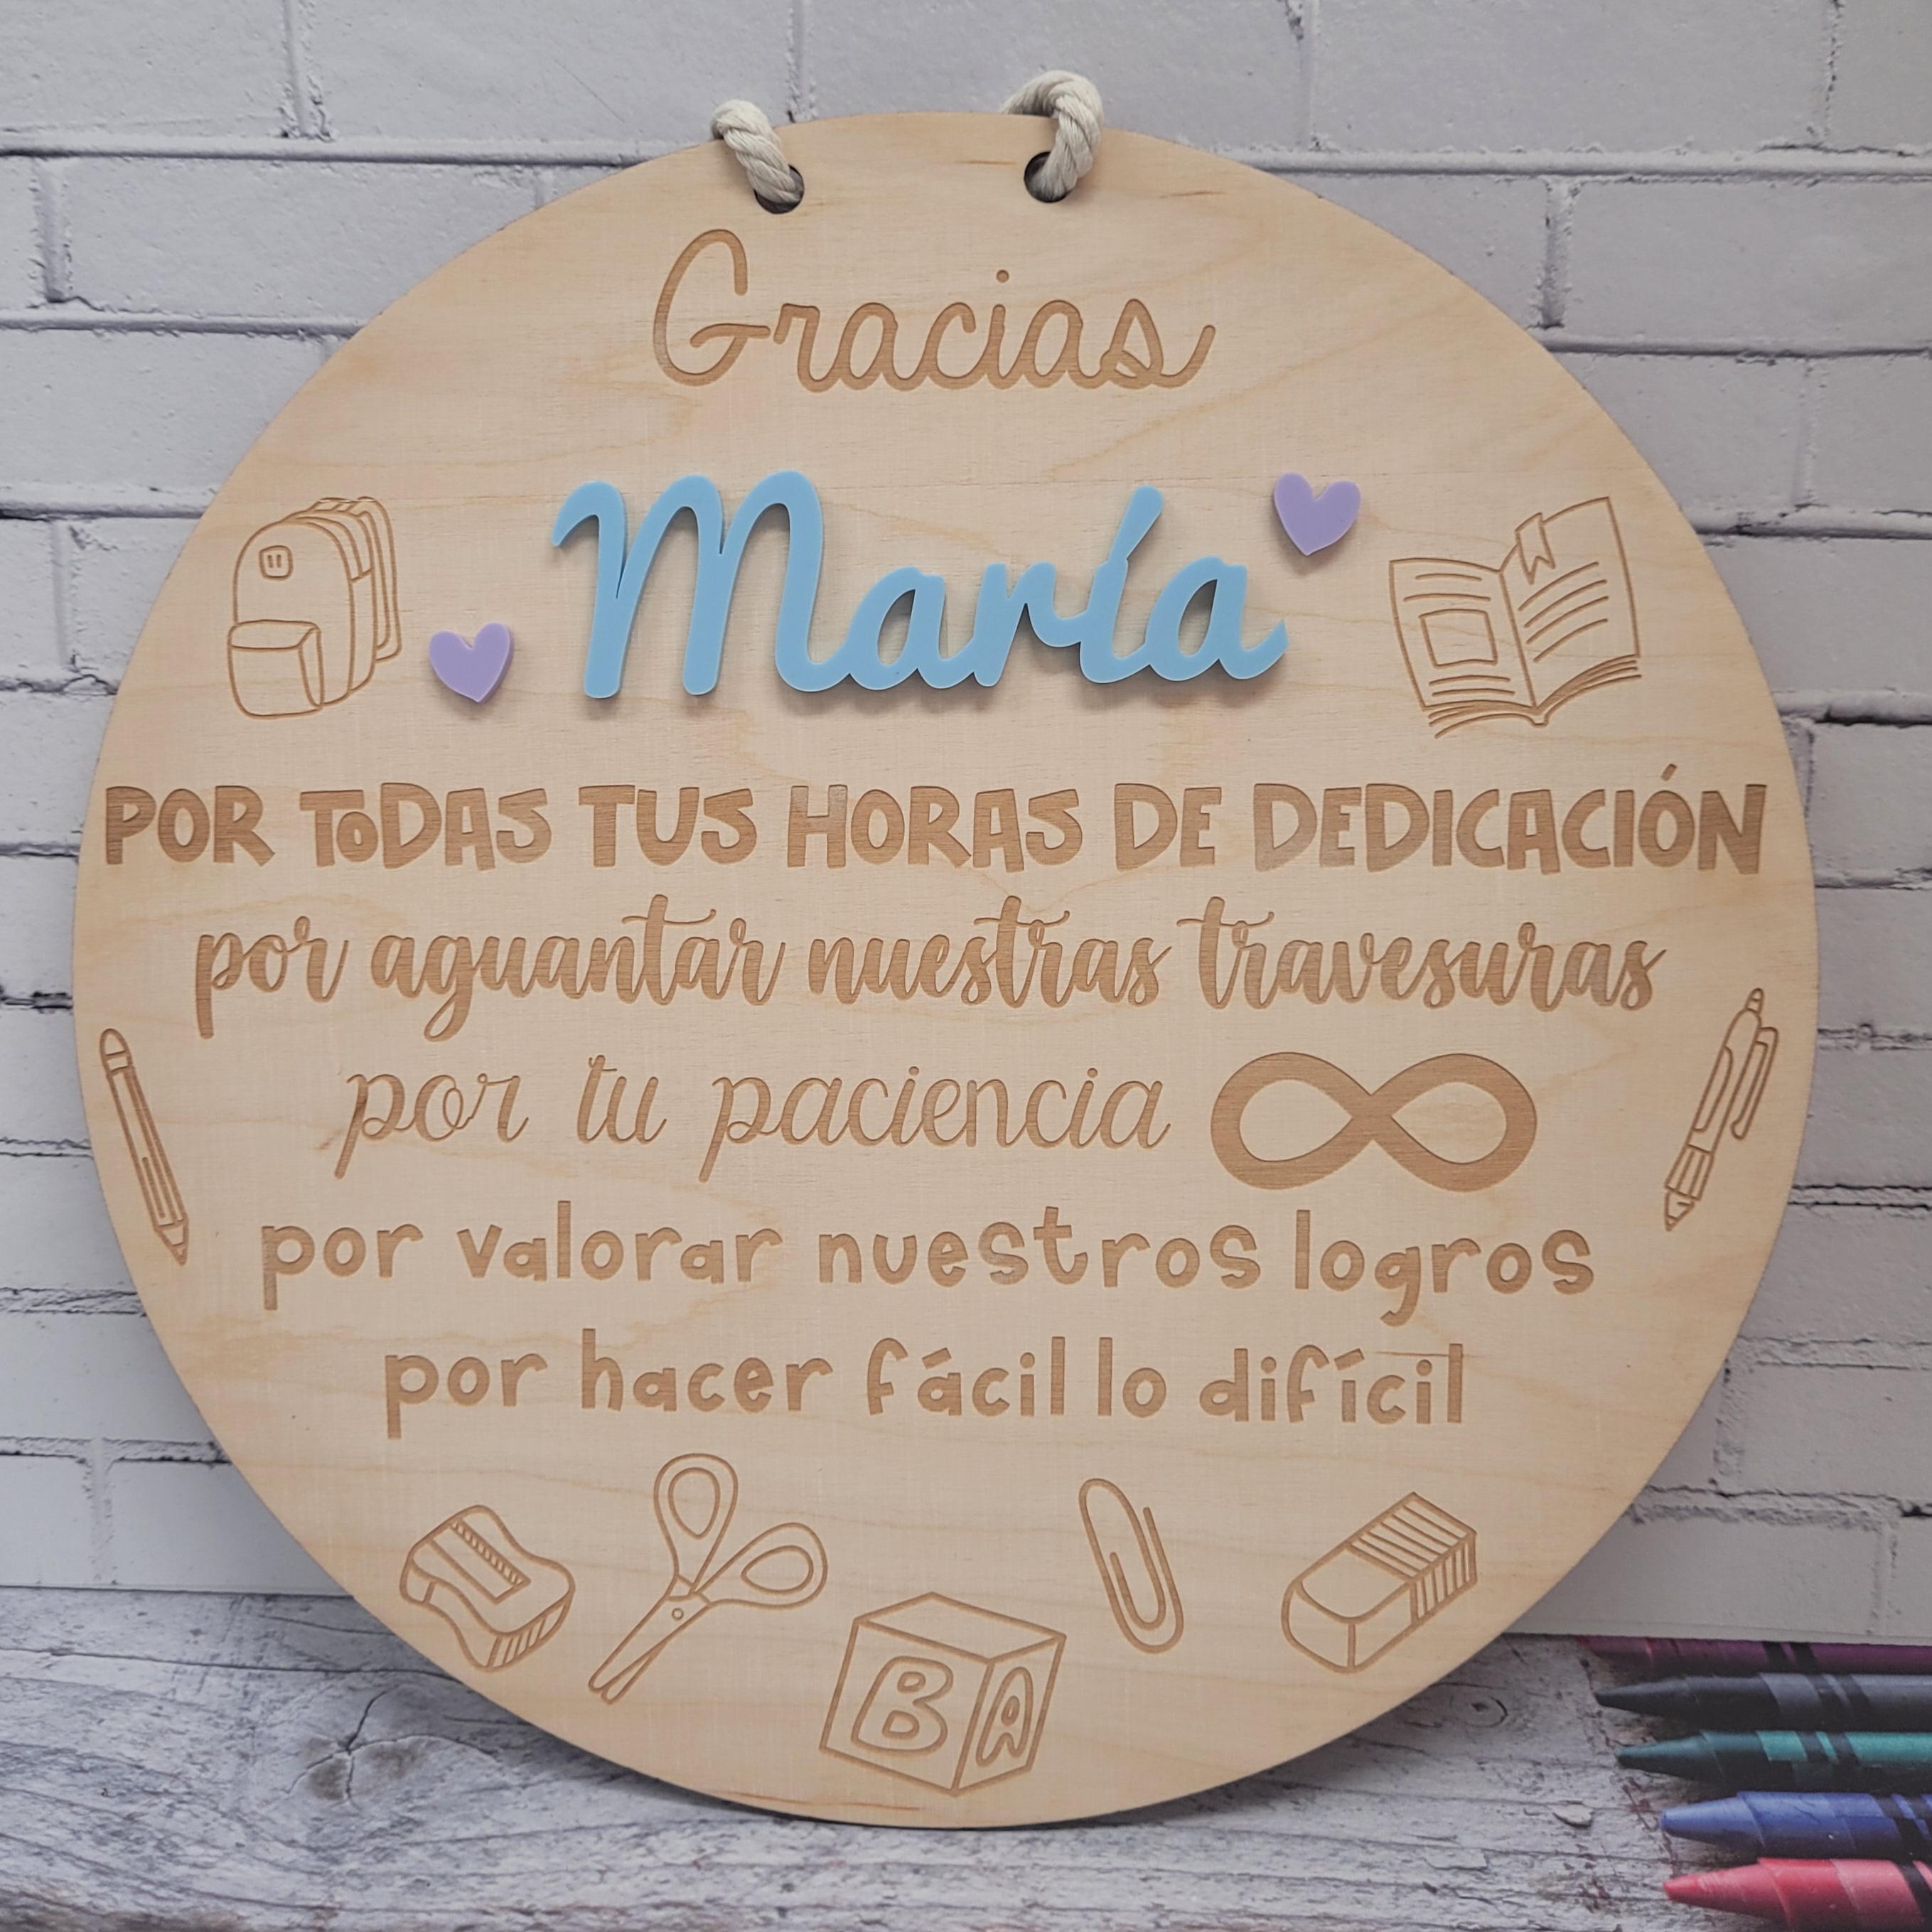 Gracias
María
POR TODAS TUS HORAS DE DEDICACIÓN
por aguantar nuestras travesuras
por tu paciencia ∞
por valorar nuestros logros
por hacer fácil lo difícil
B A